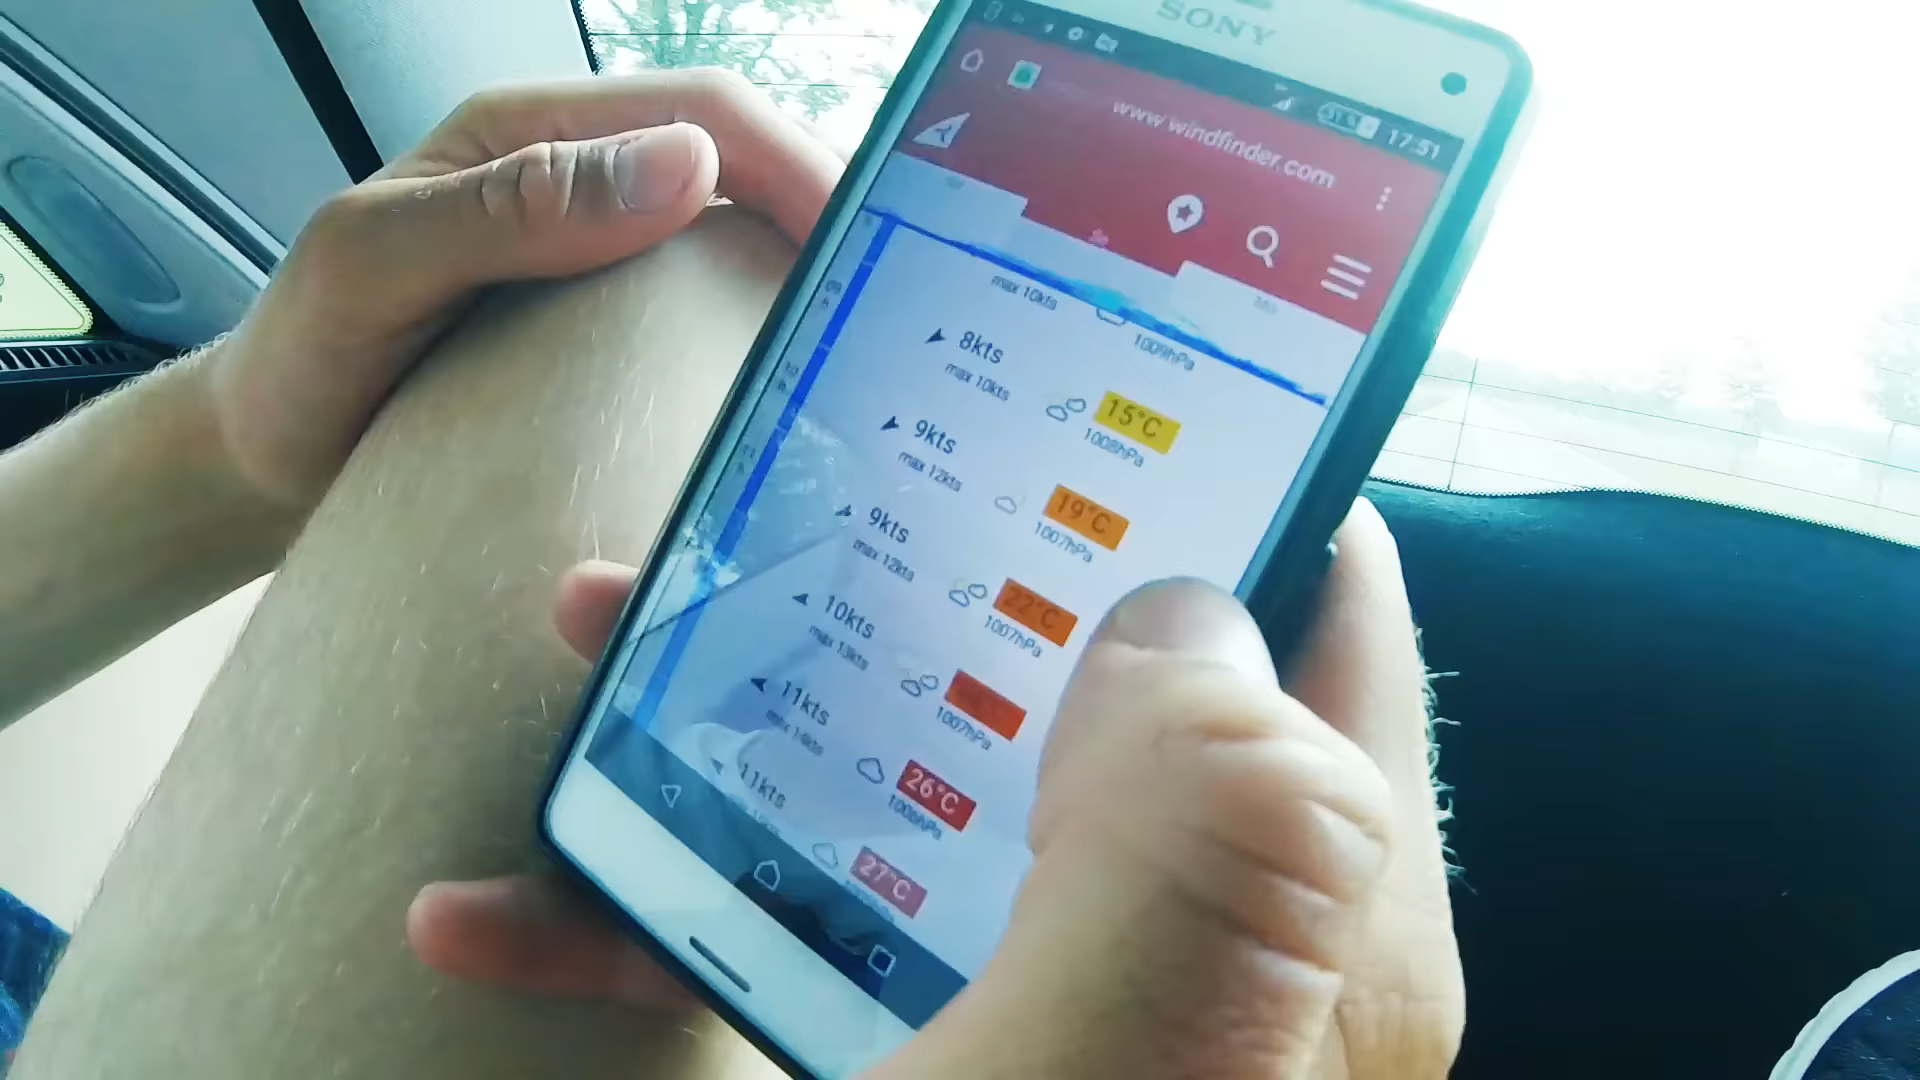 SONY
17:51
www.windfinder.com
max 10kts
1009hPa
8kts
max 10kts
15°C
1008hPa
9kts
max 12kts
19°C
1007hPa
9kts
max 12kts
22°C
1007hPa
10kts
max 13kts
1007hPa
11kts
max 14kts
26°C
1006hPa
11kts
27°C